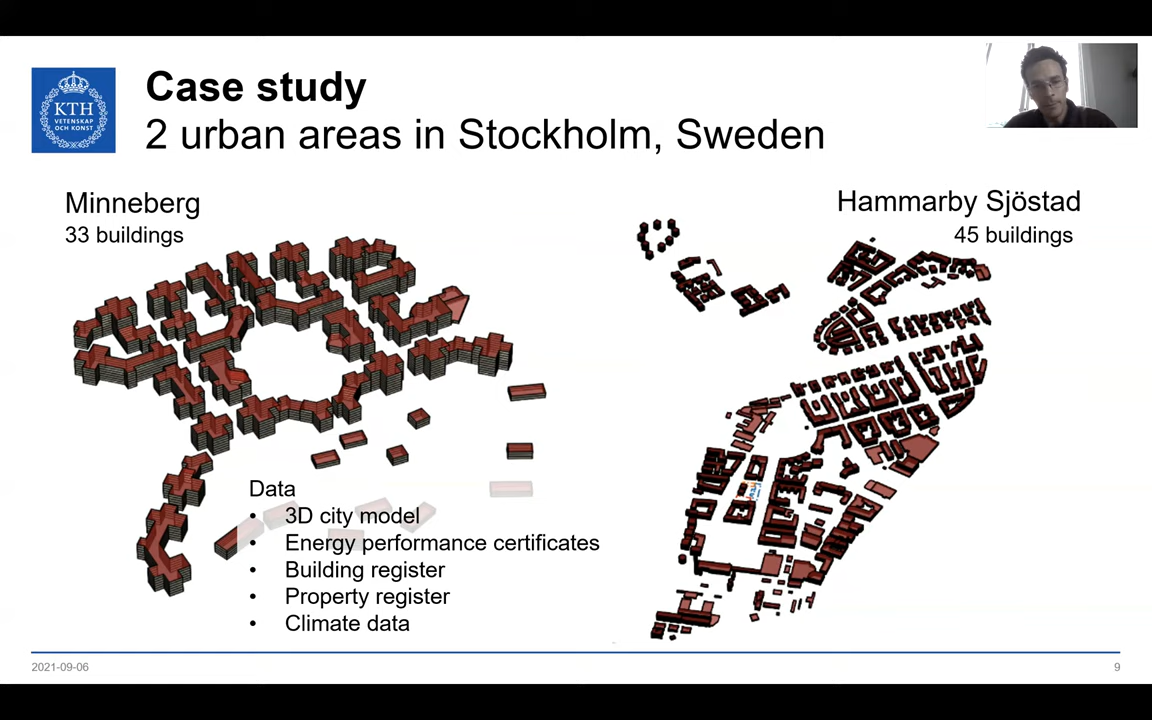 KTH
VETENSKAP
OCH KONST
Case study
2 urban areas in Stockholm, Sweden
Minneberg
33 buildings
Hammarby Sjöstad
45 buildings
Data
• 3D city model
• Energy performance certificates
• Building register
• Property register
• Climate data
2021-09-06
9